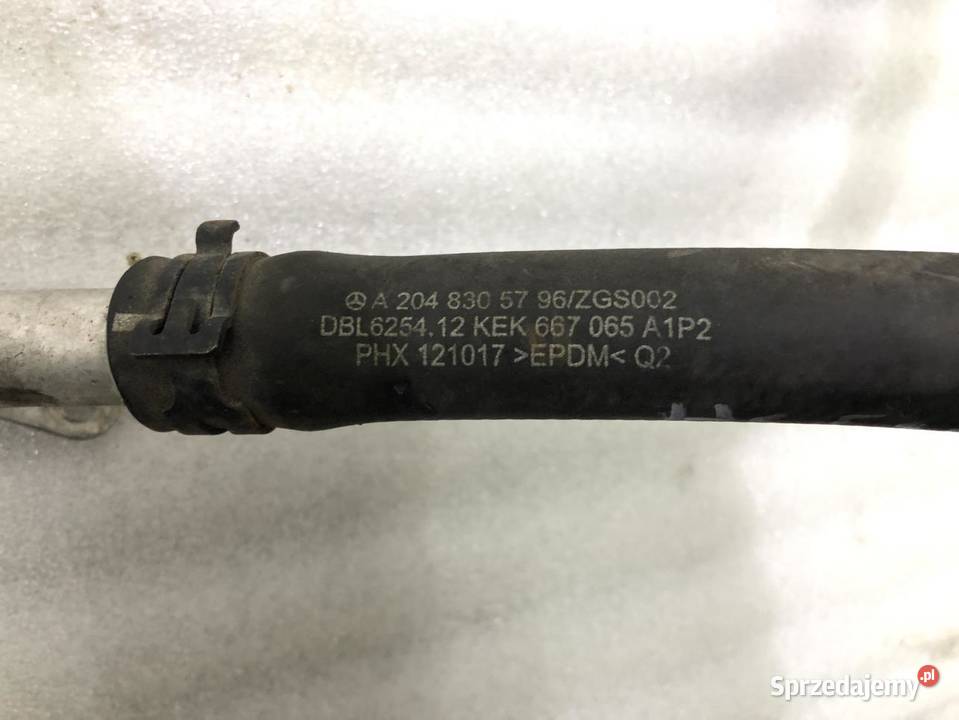 A 204 830 57 96/ZGS002
DBL6254.12 KEK 667 065 A1P2
PHX 121017 >EPDM< Q2
Sprzedajemy.pl